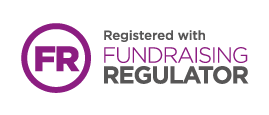 FR
Registered with
FUNDRAISING
REGULATOR